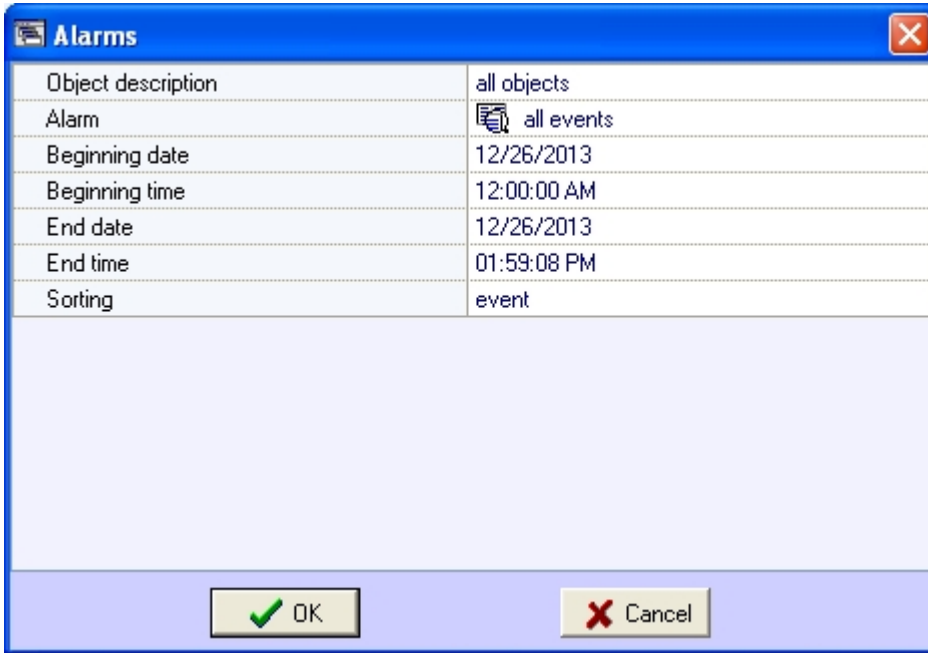 Alarms
Object description all objects
Alarm all events
Beginning date 12/26/2013
Beginning time 12:00:00 AM
End date 12/26/2013
End time 01:59:08 PM
Sorting event
OK Cancel